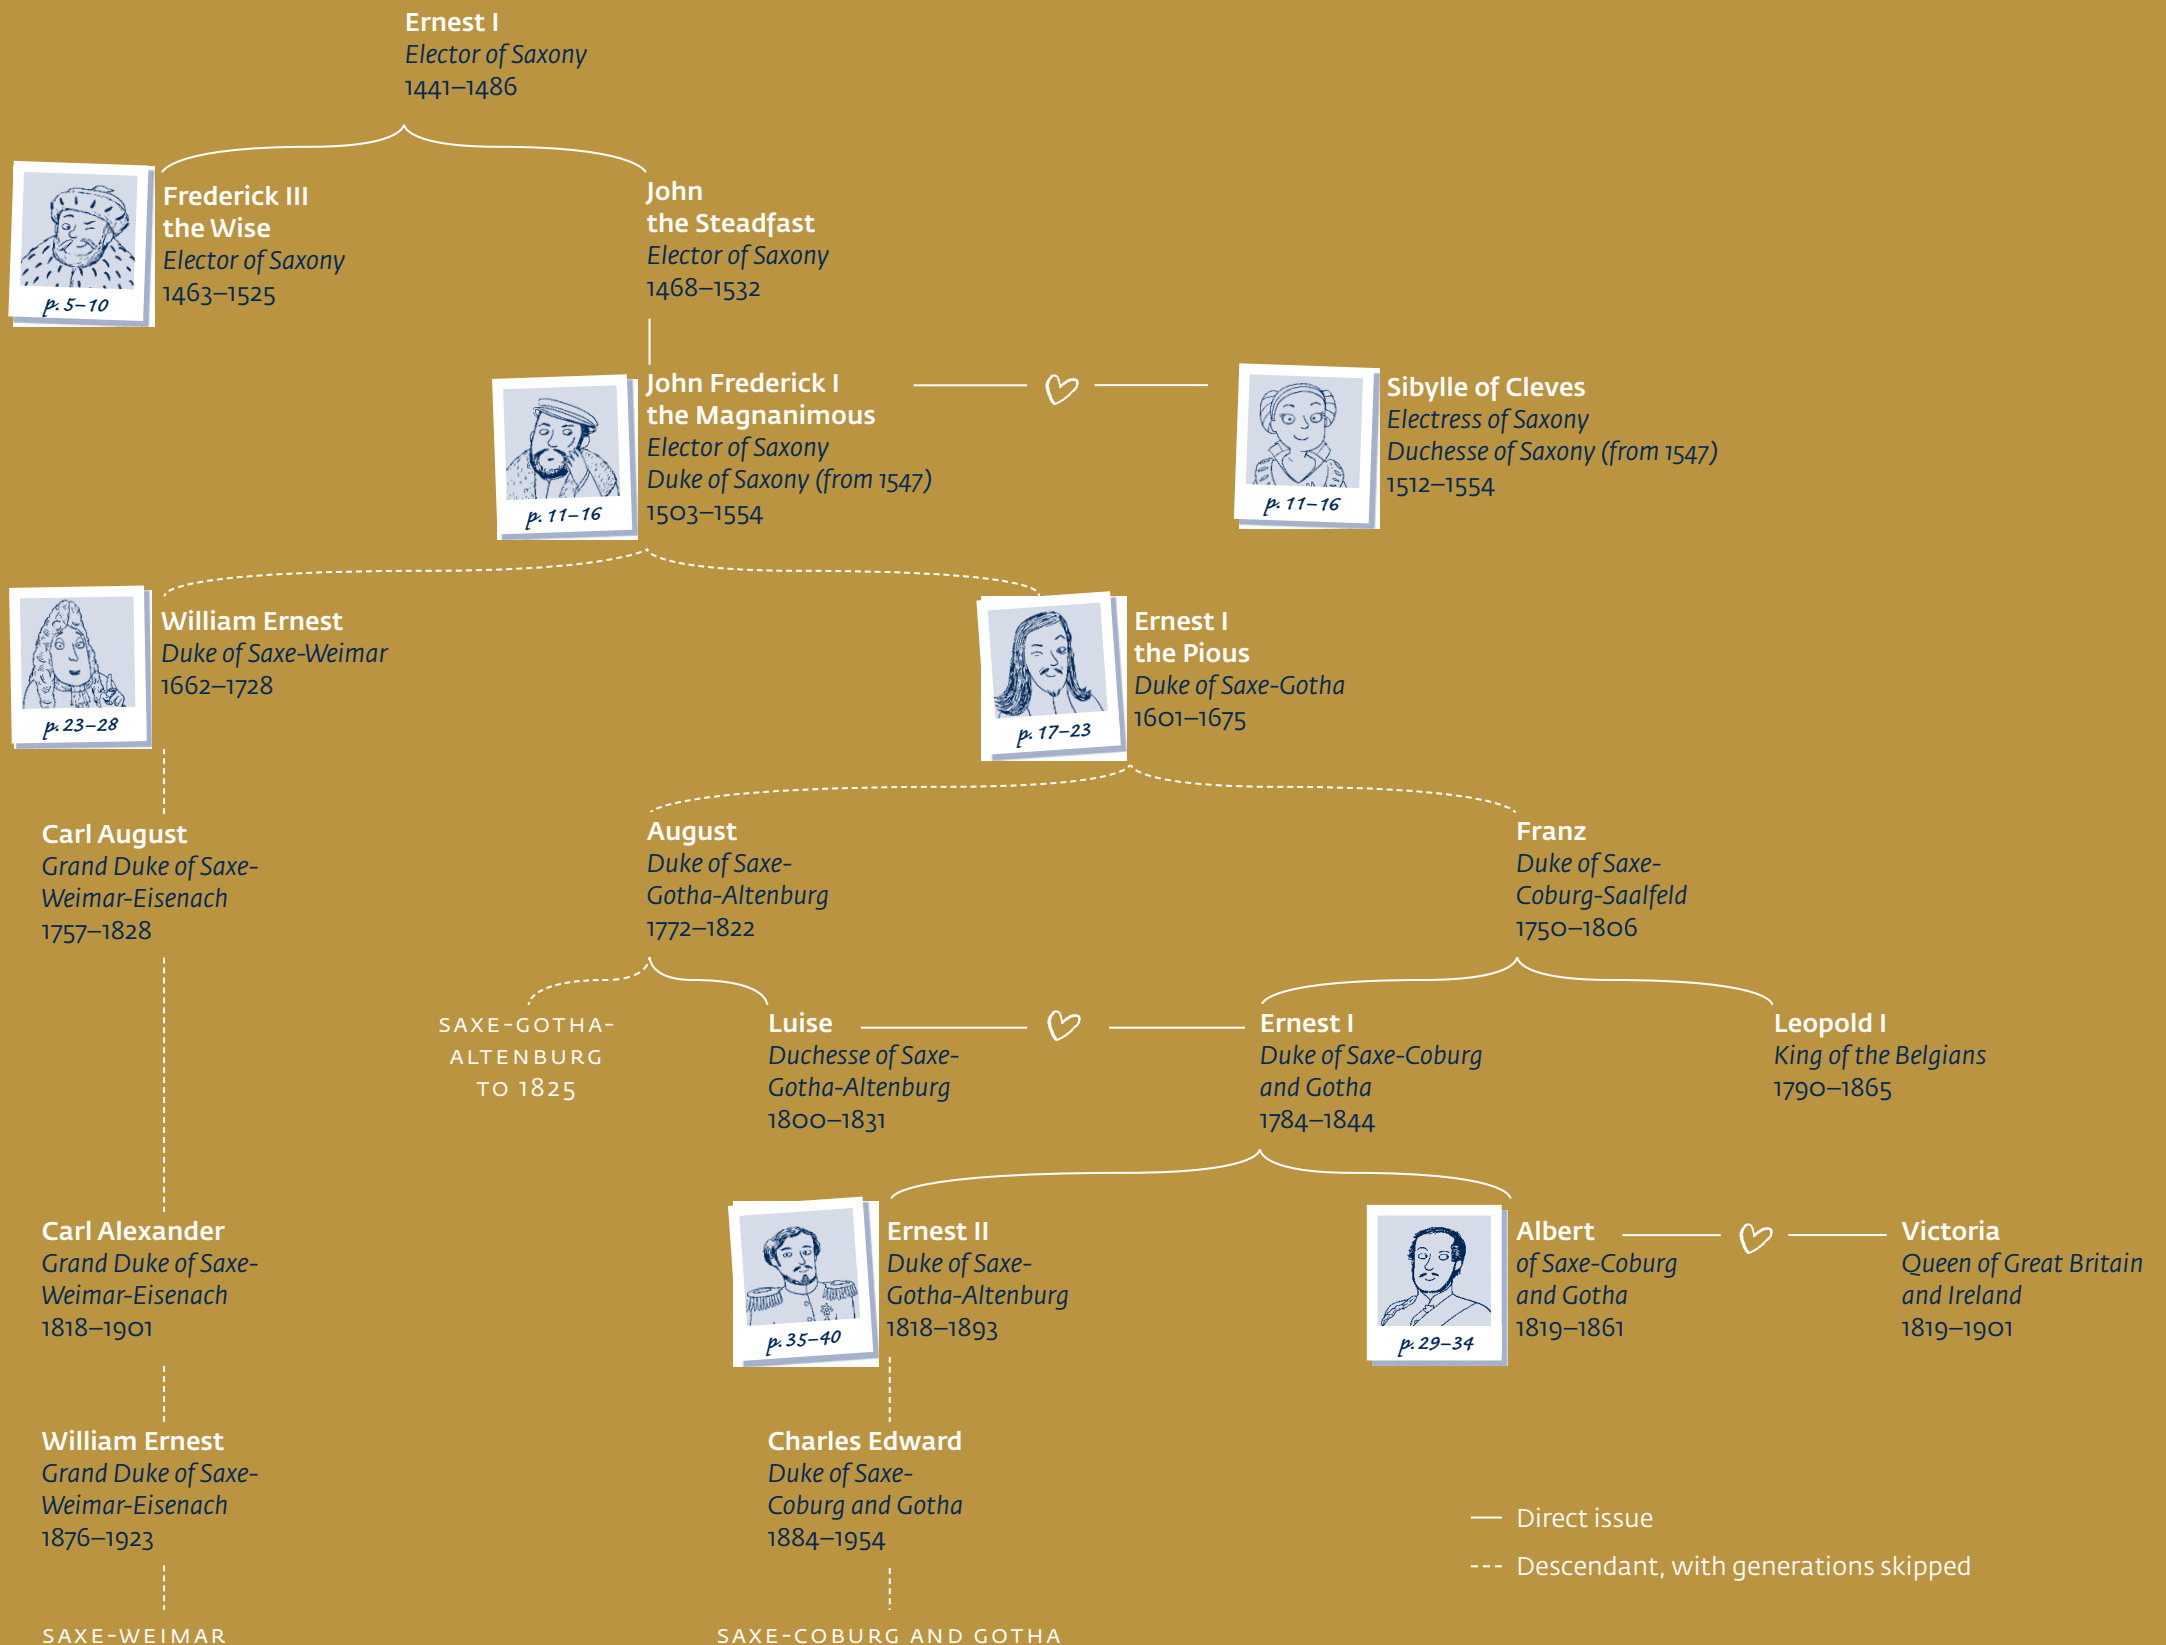 Ernest I
Elector of Saxony
1441–1486
Frederick III
the Wise
Elector of Saxony
1463–1525
p. 5–10
John
the Steadfast
Elector of Saxony
1468–1532
John Frederick I
the Magnanimous
Elector of Saxony
Duke of Saxony (from 1547)
1503–1554
p. 11–16
Sibylle of Cleves
Electress of Saxony
Duchesse of Saxony (from 1547)
1512–1554
p. 11–16
William Ernest
Duke of Saxe-Weimar
1662–1728
p. 23–28
Ernest I
the Pious
Duke of Saxe-Gotha
1601–1675
p. 17–23
Carl August
Grand Duke of Saxe-
Weimar-Eisenach
1757–1828
August
Duke of Saxe-
Gotha-Altenburg
1772–1822
Franz
Duke of Saxe-
Coburg-Saalfeld
1750–1806
SAXE-GOTHA-
ALTENBURG
TO 1825
Luise
Duchesse of Saxe-
Gotha-Altenburg
1800–1831
Ernest I
Duke of Saxe-Coburg
and Gotha
1784–1844
Leopold I
King of the Belgians
1790–1865
Carl Alexander
Grand Duke of Saxe-
Weimar-Eisenach
1818–1901
Ernest II
Duke of Saxe-
Gotha-Altenburg
1818–1893
p. 35–40
Albert
of Saxe-Coburg
and Gotha
1819–1861
p. 29–34
Victoria
Queen of Great Britain
and Ireland
1819–1901
William Ernest
Grand Duke of Saxe-
Weimar-Eisenach
1876–1923
Charles Edward
Duke of Saxe-
Coburg and Gotha
1884–1954
Direct issue
Descendant, with generations skipped
SAXE-WEIMAR
SAXE-COBURG AND GOTHA